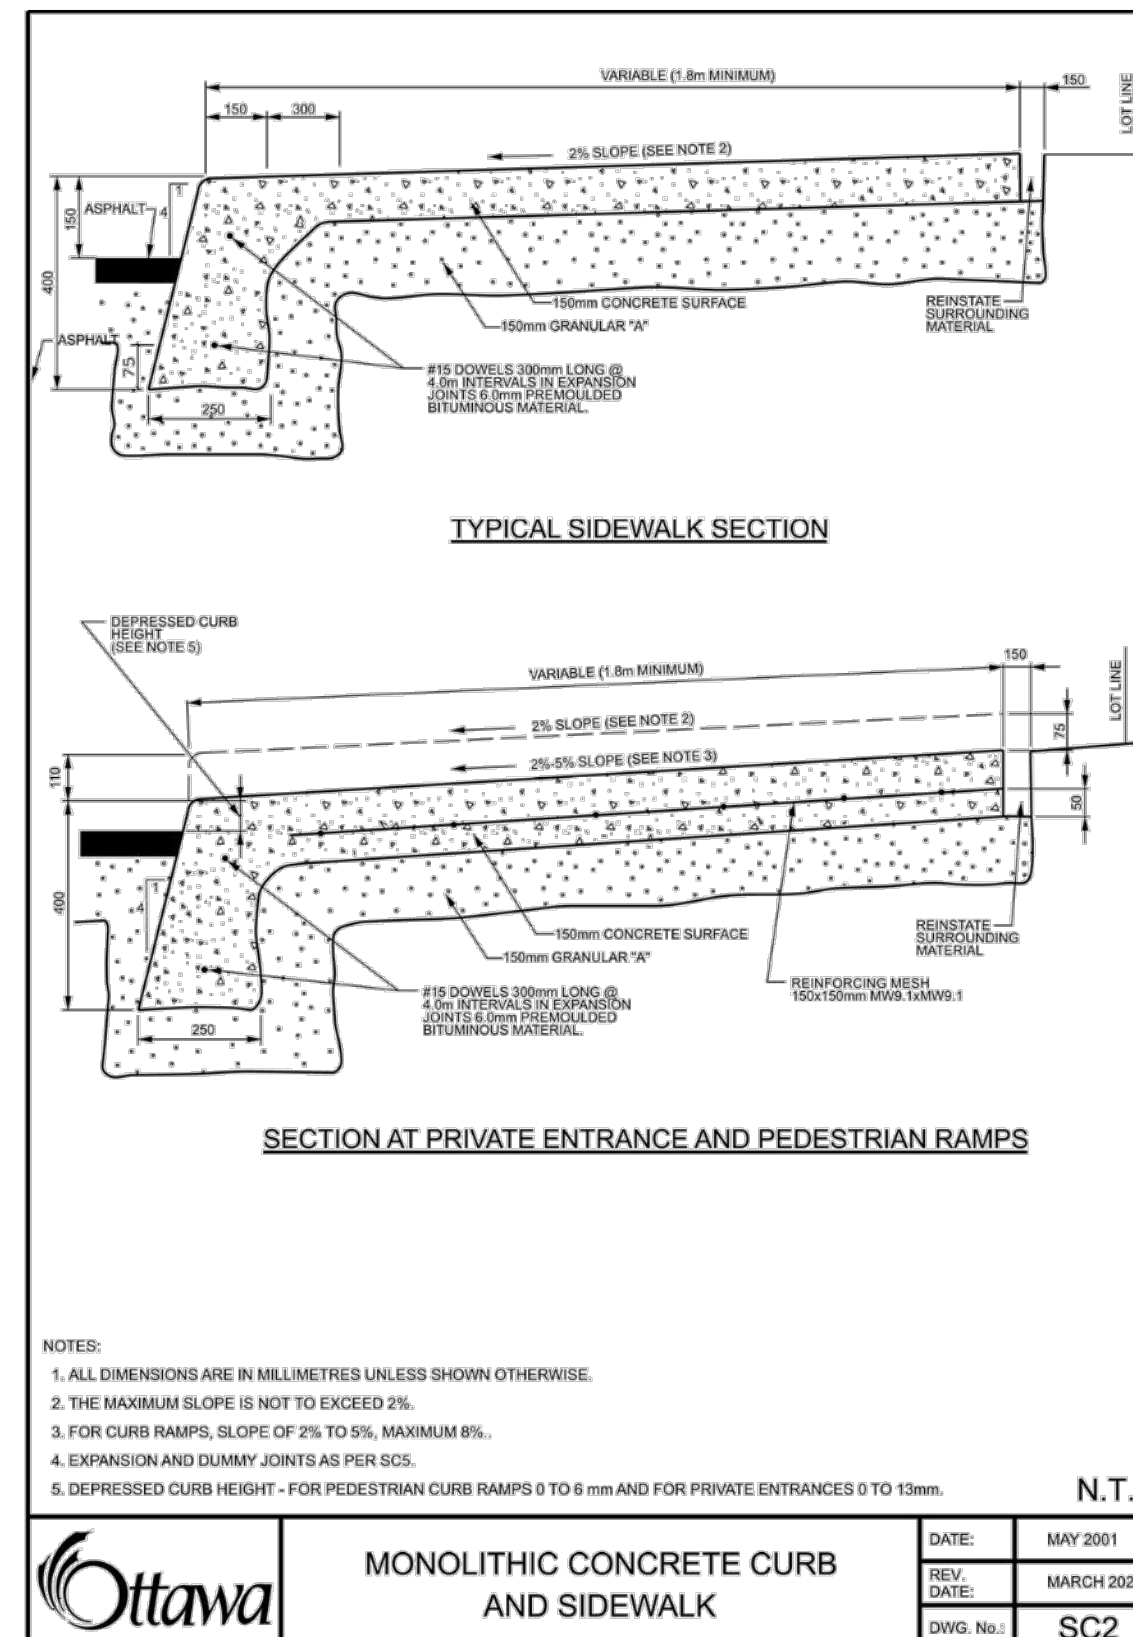 VARIABLE (1.8m MINIMUM)
150
LOT LINE
150
300
2% SLOPE (SEE NOTE 2)
1
4
ASPHALT
150
400
ASPHALT
75
250
150mm CONCRETE SURFACE
150mm GRANULAR "A"
REINSTATE
SURROUNDING
MATERIAL
#15 DOWELS 300mm LONG @
4.0m INTERVALS IN EXPANSION
JOINTS 6.0mm PREMOULDED
BITUMINOUS MATERIAL.
TYPICAL SIDEWALK SECTION
DEPRESSED CURB
HEIGHT
(SEE NOTE 5)
VARIABLE (1.8m MINIMUM)
150
LOT LINE
2% SLOPE (SEE NOTE 2)
75
2%-5% SLOPE (SEE NOTE 3)
110
50
400
1
4
150mm CONCRETE SURFACE
150mm GRANULAR "A"
REINSTATE
SURROUNDING
MATERIAL
REINFORCING MESH
150x150mm MW9.1xMW9.1
#15 DOWELS 300mm LONG @
4.0m INTERVALS IN EXPANSION
JOINTS 6.0mm PREMOULDED
BITUMINOUS MATERIAL.
250
SECTION AT PRIVATE ENTRANCE AND PEDESTRIAN RAMPS
NOTES:
1. ALL DIMENSIONS ARE IN MILLIMETRES UNLESS SHOWN OTHERWISE.
2. THE MAXIMUM SLOPE IS NOT TO EXCEED 2%.
3. FOR CURB RAMPS, SLOPE OF 2% TO 5%, MAXIMUM 8%..
4. EXPANSION AND DUMMY JOINTS AS PER SC5.
5. DEPRESSED CURB HEIGHT - FOR PEDESTRIAN CURB RAMPS 0 TO 6 mm AND FOR PRIVATE ENTRANCES 0 TO 13mm.
N.T.
Ottawa
MONOLITHIC CONCRETE CURB
AND SIDEWALK
DATE: MAY 2001
REV.
DATE: MARCH 202
DWG. No.: SC2